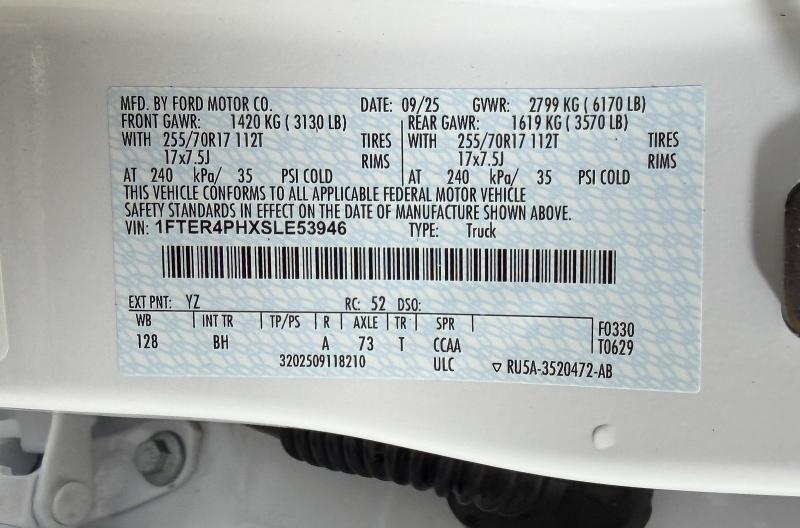 MFD. BY FORD MOTOR CO. DATE: 09/25 GVWR: 2799 KG ( 6170 LB)
FRONT GAWR: 1420 KG ( 3130 LB) REAR GAWR: 1619 KG ( 3570 LB)
WITH 255/70R17 112T TIRES WITH 255/70R17 112T TIRES
17x7.5J RIMS 17x7.5J RIMS
AT 240 kPa/ 35 PSI COLD AT 240 kPa/ 35 PSI COLD
THIS VEHICLE CONFORMS TO ALL APPLICABLE FEDERAL MOTOR VEHICLE
SAFETY STANDARDS IN EFFECT ON THE DATE OF MANUFACTURE SHOWN ABOVE.
VIN: 1FTER4PHXSLE53946 TYPE: Truck
EXT PNT: YZ RC: 52 DSO:
WB INT TR TP/PS R AXLE TR SPR F0330
128 BH A 73 T CCAA T0629
3202509118210 ULC ▽ RU5A-3520472-AB